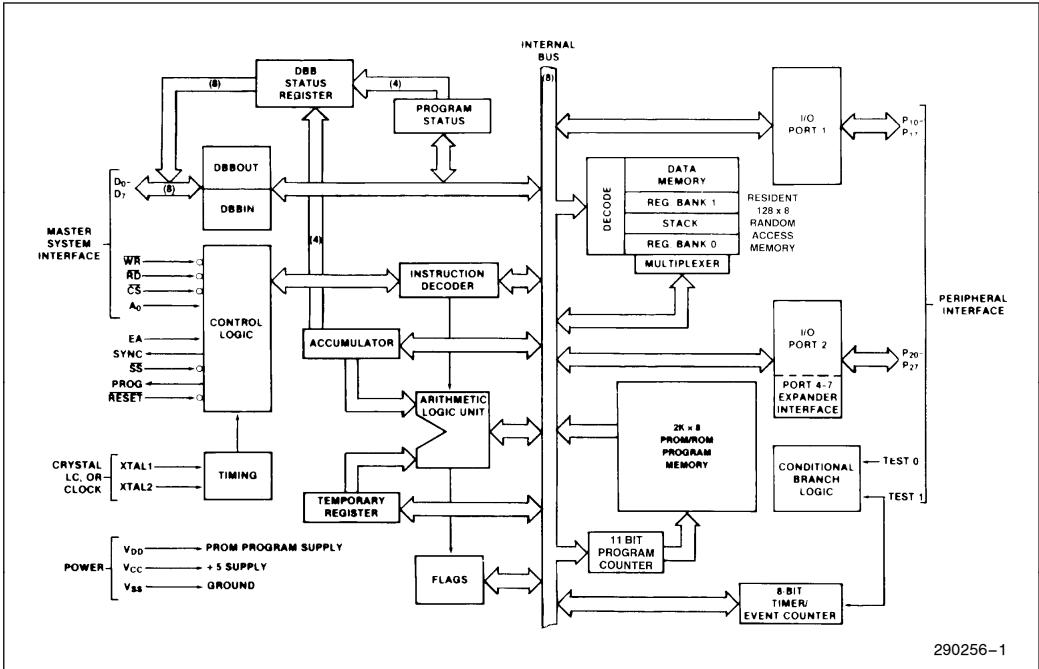 INTERNAL
BUS
(8)
DBB
STATUS
REGISTER
(8)
(4)
PROGRAM
STATUS
DBBOUT
DBBIN
D0-
D7
(8)
MASTER
SYSTEM
INTERFACE
WR
RD
CS
A0
EA
SYNC
SS
PROG
RESET
CONTROL
LOGIC
(4)
INSTRUCTION
DECODER
ACCUMULATOR
ARITHMETIC
LOGIC UNIT
TEMPORARY
REGISTER
FLAGS
CRYSTAL
LC, OR
CLOCK
XTAL1
XTAL2
TIMING
POWER
VDD
PROM PROGRAM SUPPLY
VCC
+ 5 SUPPLY
VSS
GROUND
I/O
PORT 1
P10-
P17
DECODE
DATA
MEMORY
REG. BANK 1
STACK
REG. BANK 0
MULTIPLEXER
RESIDENT
128 x 8
RANDOM
ACCESS
MEMORY
PERIPHERAL
INTERFACE
I/O
PORT 2
PORT 4-7
EXPANDER
INTERFACE
P20-
P27
2K × 8
PROM/ROM
PROGRAM
MEMORY
CONDITIONAL
BRANCH
LOGIC
TEST 0
TEST 1
11 BIT
PROGRAM
COUNTER
8-BIT
TIMER/
EVENT COUNTER
290256–1